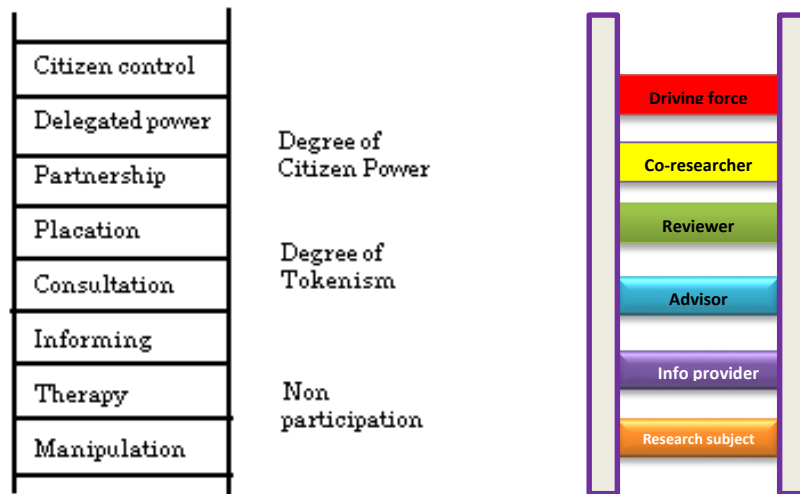 Citizen control
Delegated power
Partnership
Placation
Consultation
Informing
Therapy
Manipulation
Degree of
Citizen Power
Degree of
Tokenism
Non
participation
Driving force
Co-researcher
Reviewer
Advisor
Info provider
Research subject